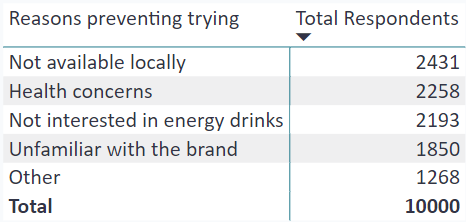 Reasons preventing trying Total Respondents
Not available locally 2431
Health concerns 2258
Not interested in energy drinks 2193
Unfamiliar with the brand 1850
Other 1268
Total 10000